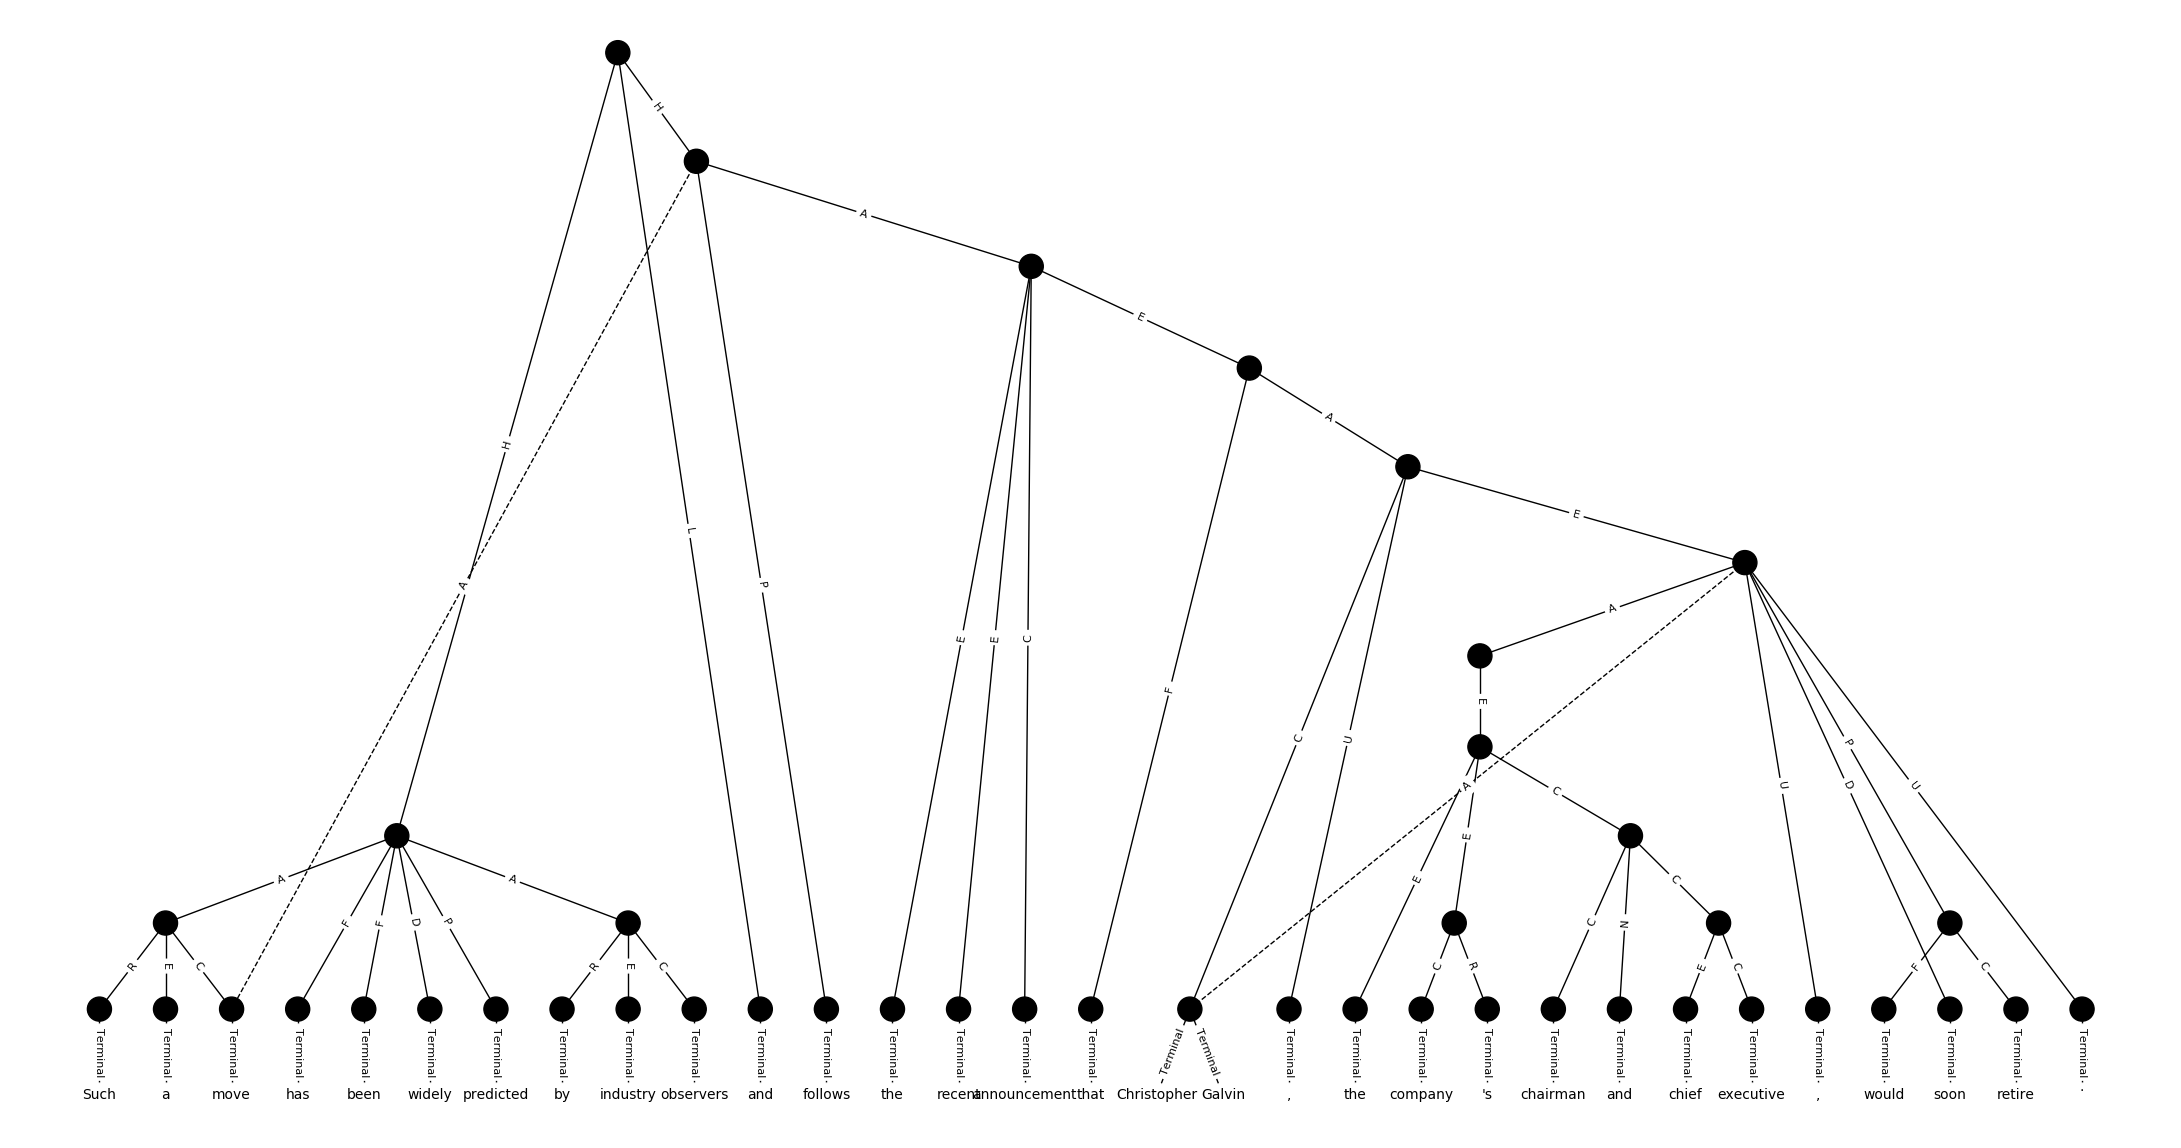 H
A
E
A
H
E
L
A
P
A
E
E
C
E
F
C
U
P
A
E
C
U
D
U
A
F
F
D
P
A
E
E
C
N
C
R
E
C
R
E
C
C
R
E
C
F
C
Terminal Terminal Terminal Terminal Terminal Terminal Terminal Terminal Terminal Terminal Terminal Terminal Terminal Terminal Terminal Terminal Terminal Terminal Terminal Terminal Terminal Terminal Terminal Terminal Terminal Terminal Terminal Terminal Terminal Terminal Terminal
Such a move has been widely predicted by industry observers and follows the recent announcement that Christopher Galvin , the company 's chairman and chief executive , would soon retire .